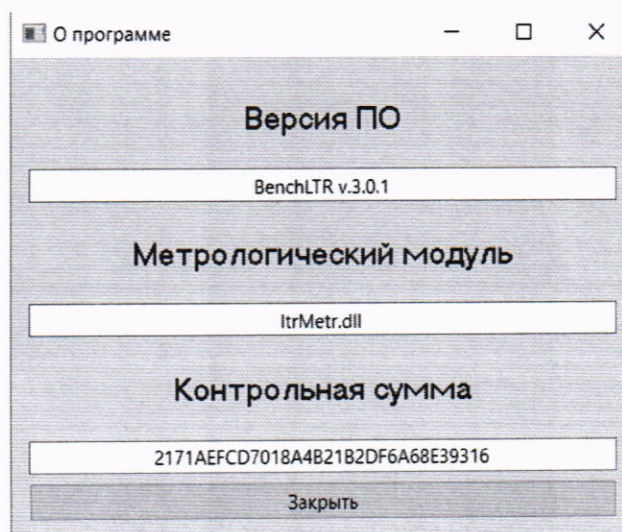 О программе
Версия ПО
BenchLTR v.3.0.1
Метрологический модуль
ltrMetr.dll
Контрольная сумма
2171AEFCD7018A4B21B2DF6A68E39316
Закрыть